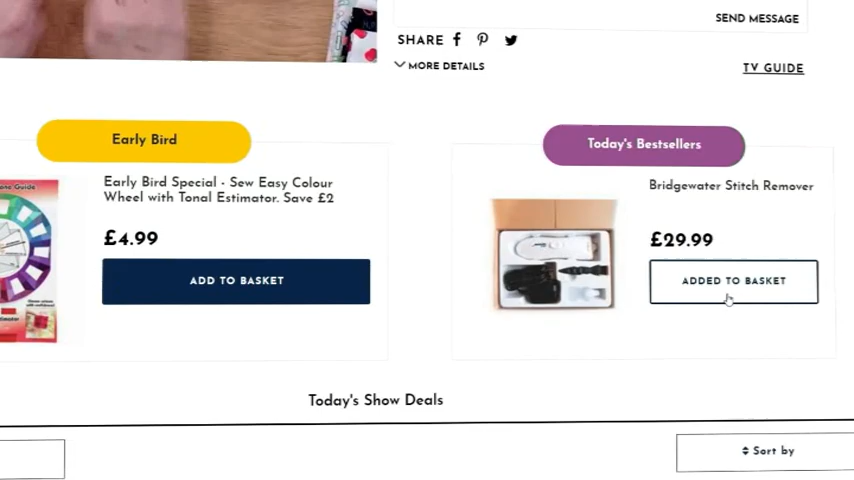 SEND MESSAGE
SHARE
MORE DETAILS
TV GUIDE
Early Bird
Today's Bestsellers
Early Bird Special - Sew Easy Colour
Wheel with Tonal Estimator. Save £2
£4.99
ADD TO BASKET
Bridgewater Stitch Remover
£29.99
ADDED TO BASKET
Today's Show Deals
Sort by